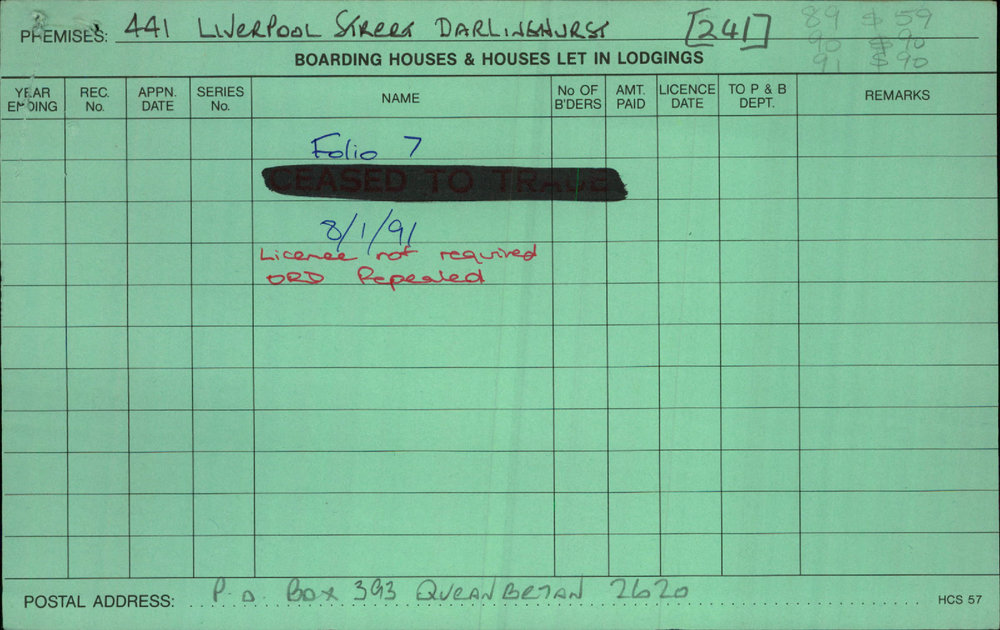 PREMISES: 441 LIVERPOOL STREET DARLINGHURST [241] 89 $59
90 $90
91 $90
BOARDING HOUSES & HOUSES LET IN LODGINGS
YEAR ENDING REC. No. APPN. DATE SERIES No. NAME No OF B'DERS AMT. PAID LICENCE DATE TO P & B DEPT. REMARKS
Folio 7
CEASED TO TRADE
8/1/91
Licence not required
ORD Repealed
POSTAL ADDRESS: P.O. BOX 393 QUEANBEYAN 2620 HCS 57